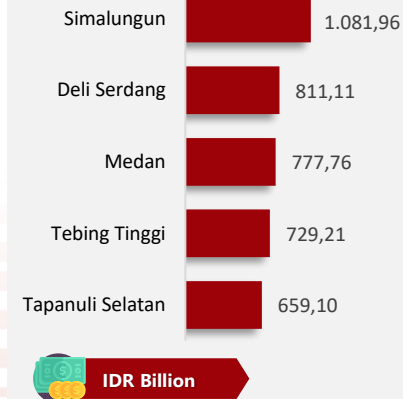 Simalungun 1.081,96
Deli Serdang 811,11
Medan 777,76
Tebing Tinggi 729,21
Tapanuli Selatan 659,10
IDR Billion